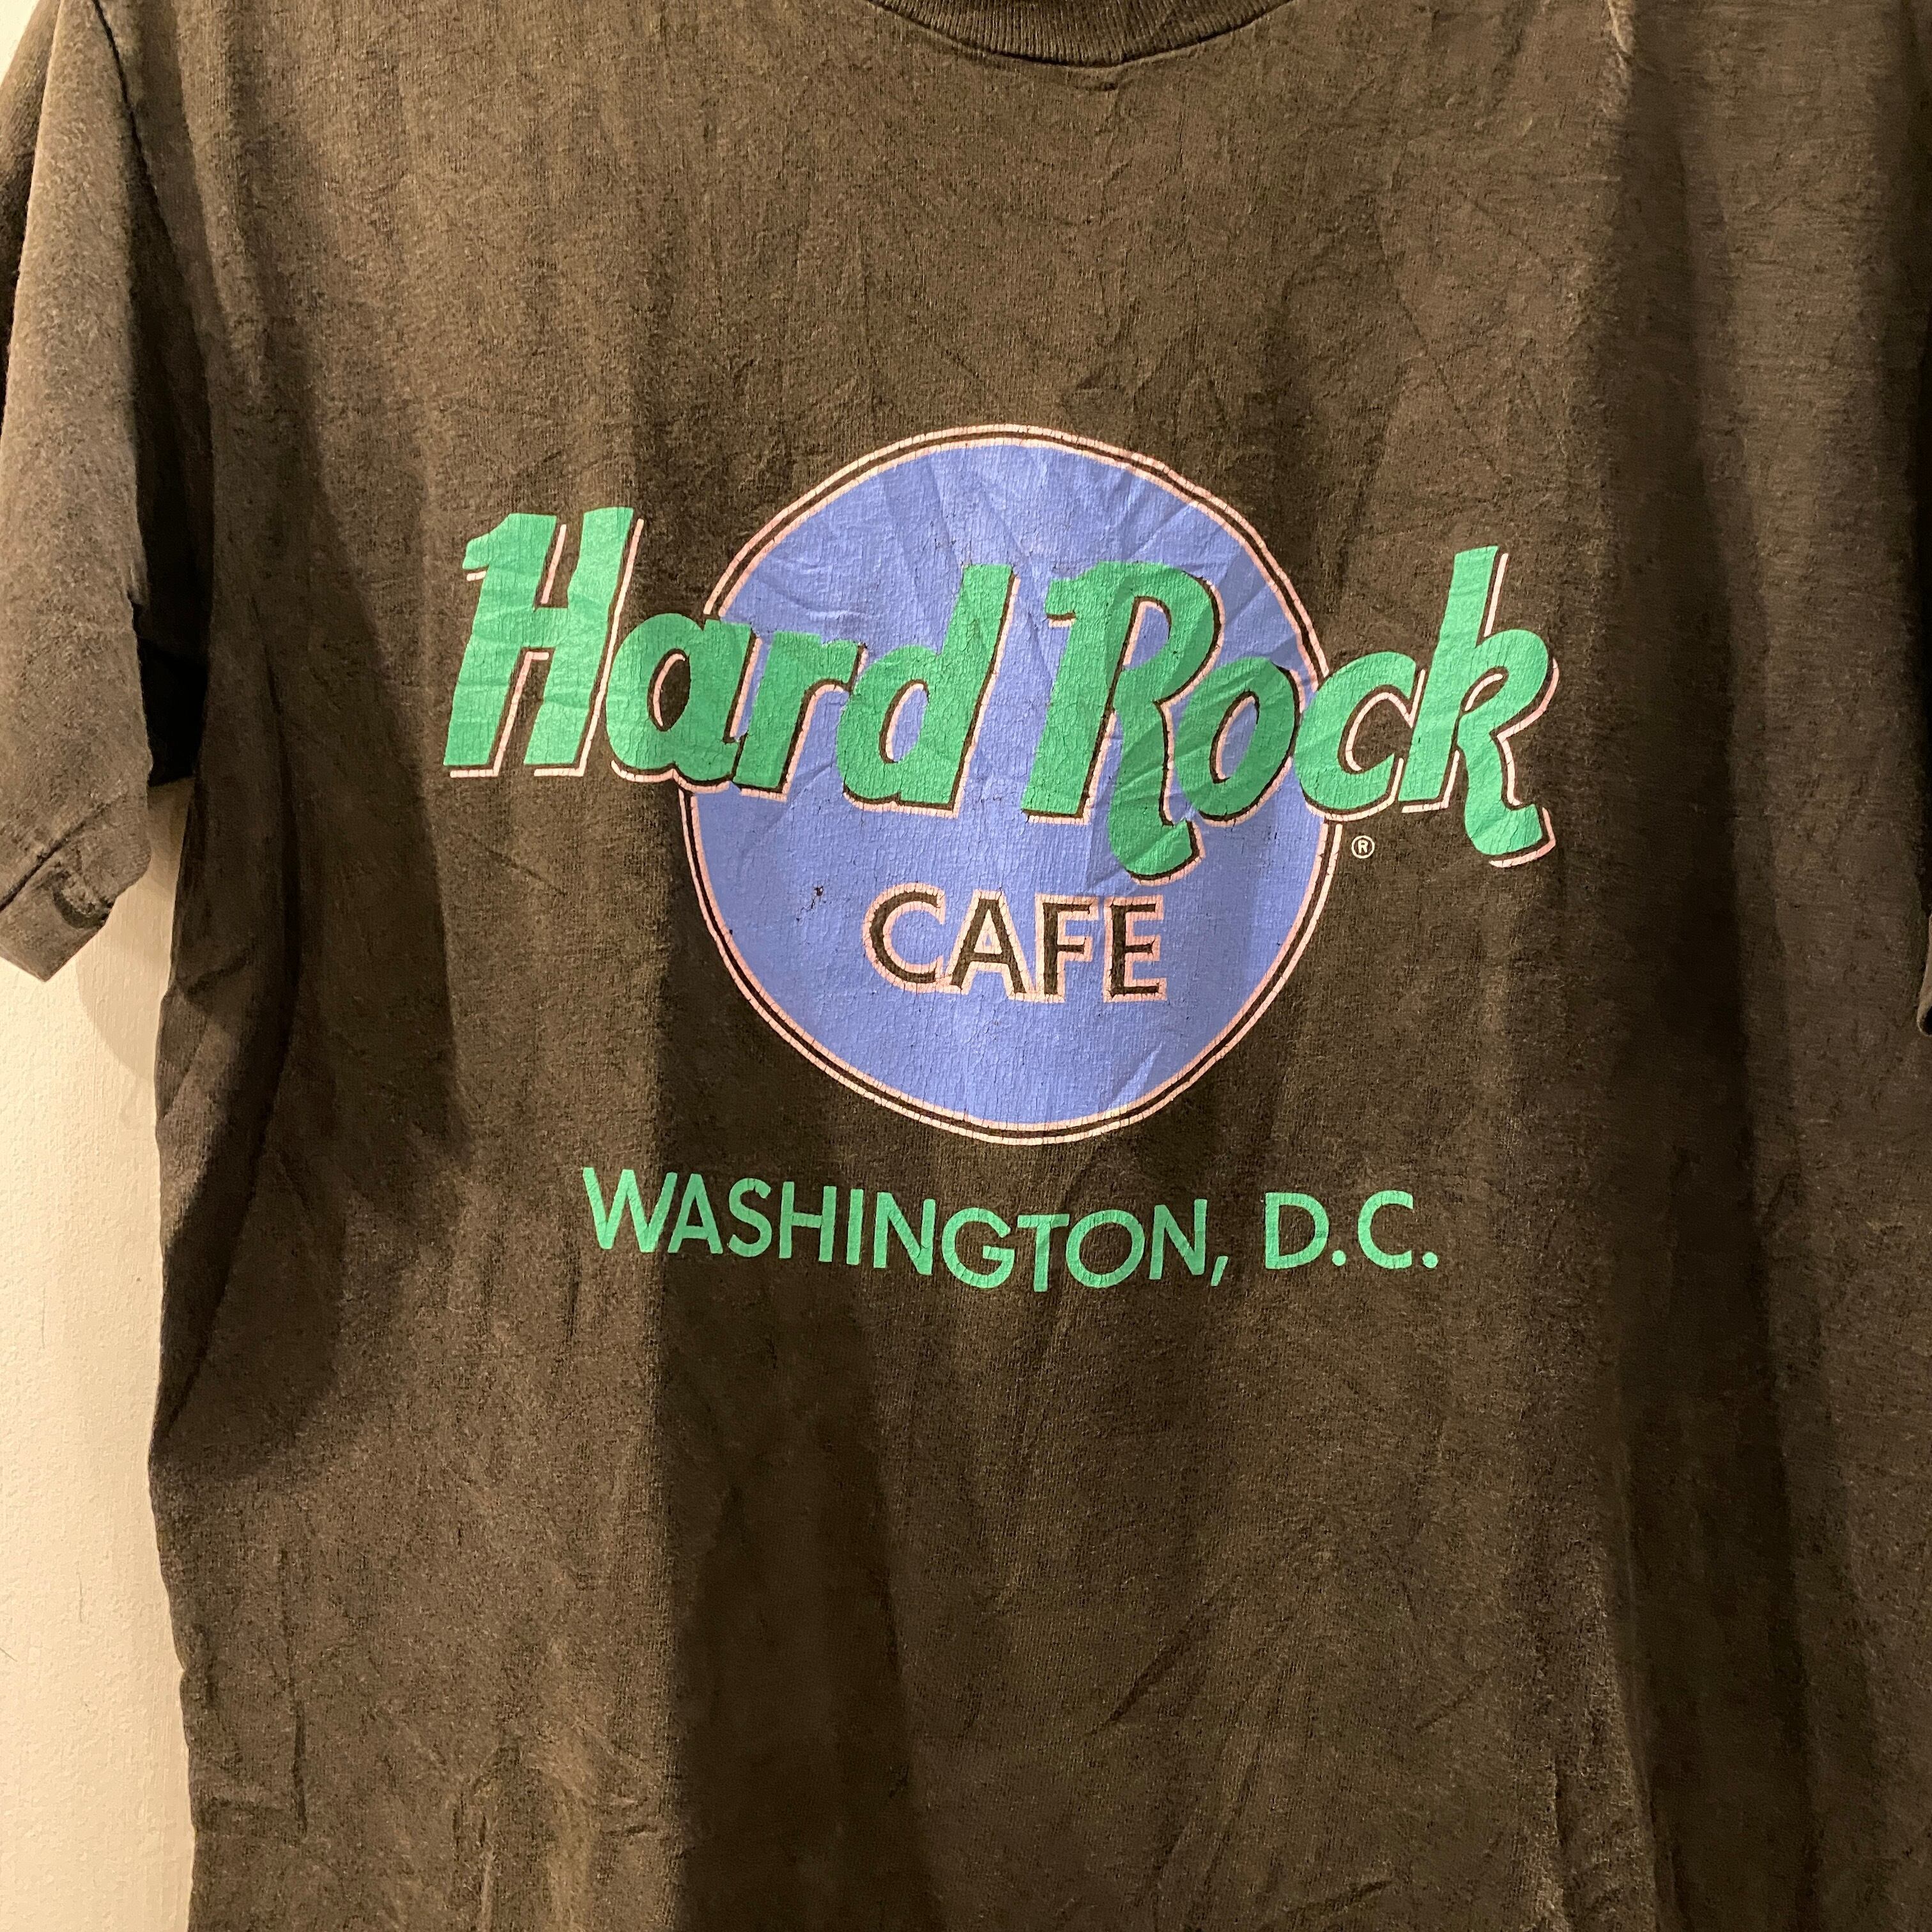 Hard Rock
®
CAFE
WASHINGTON, D.C.